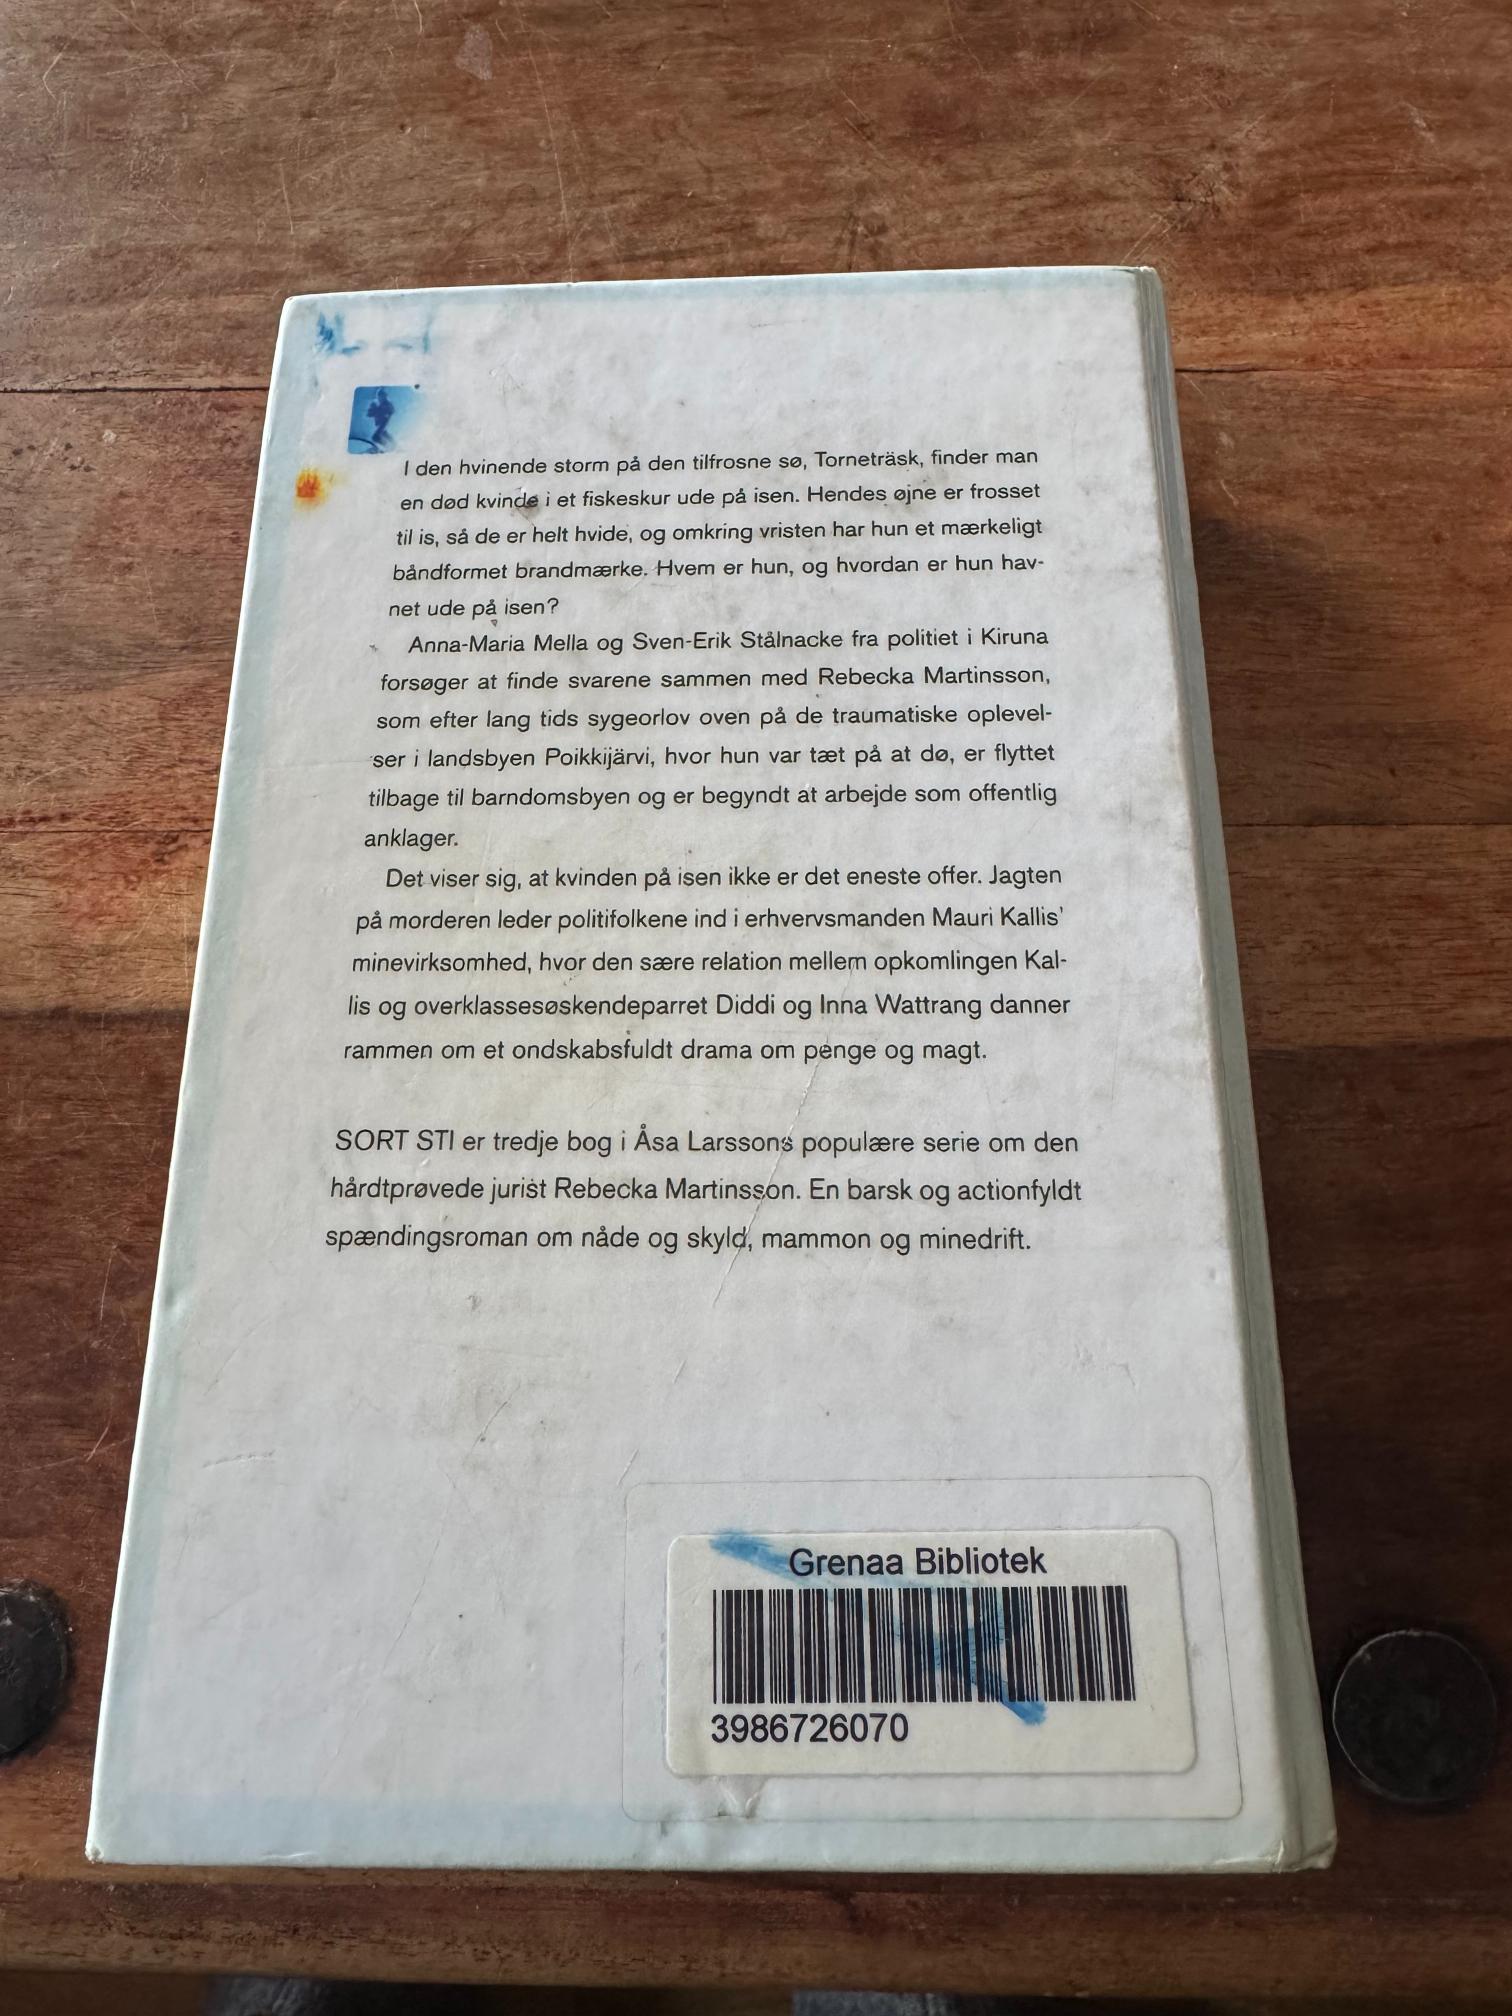 I den hvinende storm på den tilfrosne sø, Torneträsk, finder man
en død kvinde i et fiskeskur ude på isen. Hendes øjne er frosset
til is, så de er helt hvide, og omkring vristen har hun et mærkeligt
båndformet brandmærke. Hvem er hun, og hvordan er hun hav-
net ude på isen?
Anna-Maria Mella og Sven-Erik Stålnacke fra politiet i Kiruna
forsøger at finde svarene sammen med Rebecka Martinsson,
som efter lang tids sygeorlov oven på de traumatiske oplevel-
ser i landsbyen Poikkijärvi, hvor hun var tæt på at dø, er flyttet
tilbage til barndomsbyen og er begyndt at arbejde som offentlig
anklager.
Det viser sig, at kvinden på isen ikke er det eneste offer. Jagten
på morderen leder politifolkene ind i erhvervsmanden Mauri Kallis'
minevirksomhed, hvor den sære relation mellem opkomlingen Kal-
lis og overklassesøskendeparret Diddi og Inna Wattrang danner
rammen om et ondskabsfuldt drama om penge og magt.
SORT STI er tredje bog i Åsa Larssons populære serie om den
hårdtprøvede jurist Rebecka Martinsson. En barsk og actionfyldt
spændingsroman om nåde og skyld, mammon og minedrift.
Grenaa Bibliotek
3986726070